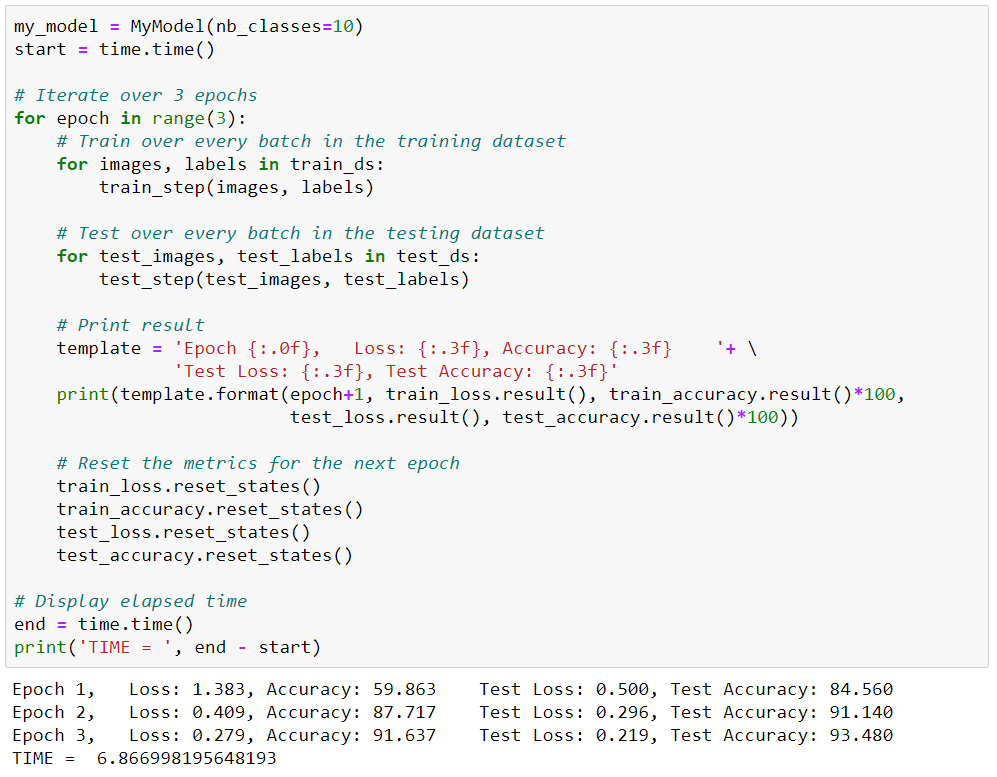 my_model = MyModel(nb_classes=10)
start = time.time()

# Iterate over 3 epochs
for epoch in range(3):
    # Train over every batch in the training dataset
    for images, labels in train_ds:
        train_step(images, labels)

    # Test over every batch in the testing dataset
    for test_images, test_labels in test_ds:
        test_step(test_images, test_labels)

    # Print result
    template = 'Epoch {:.0f},   Loss: {:.3f}, Accuracy: {:.3f}    '+ \
               'Test Loss: {:.3f}, Test Accuracy: {:.3f}'
    print(template.format(epoch+1, train_loss.result(), train_accuracy.result()*100,
                          test_loss.result(), test_accuracy.result()*100))

    # Reset the metrics for the next epoch
    train_loss.reset_states()
    train_accuracy.reset_states()
    test_loss.reset_states()
    test_accuracy.reset_states()

# Display elapsed time
end = time.time()
print('TIME = ', end - start)
Epoch 1,   Loss: 1.383, Accuracy: 59.863    Test Loss: 0.500, Test Accuracy: 84.560
Epoch 2,   Loss: 0.409, Accuracy: 87.717    Test Loss: 0.296, Test Accuracy: 91.140
Epoch 3,   Loss: 0.279, Accuracy: 91.637    Test Loss: 0.219, Test Accuracy: 93.480
TIME =  6.866998195648193